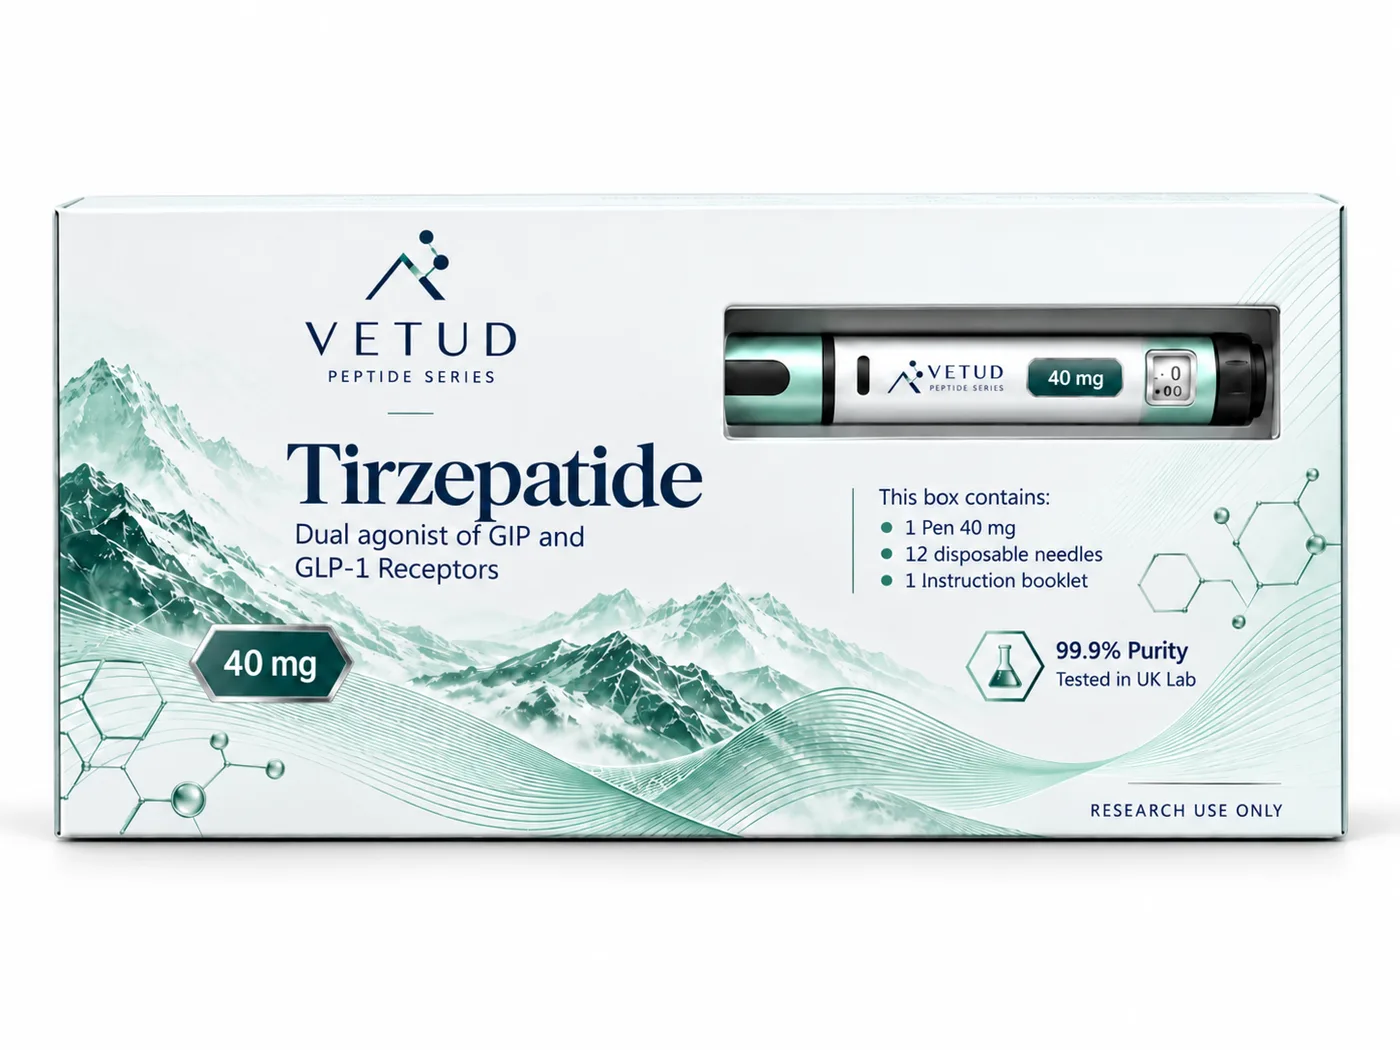 VETUD
PEPTIDE SERIES
Tirzepatide
Dual agonist of GIP and
GLP-1 Receptors
40 mg
VETUD
PEPTIDE SERIES
40 mg
0
00
This box contains:
1 Pen 40 mg
12 disposable needles
1 Instruction booklet
99.9% Purity
Tested in UK Lab
RESEARCH USE ONLY